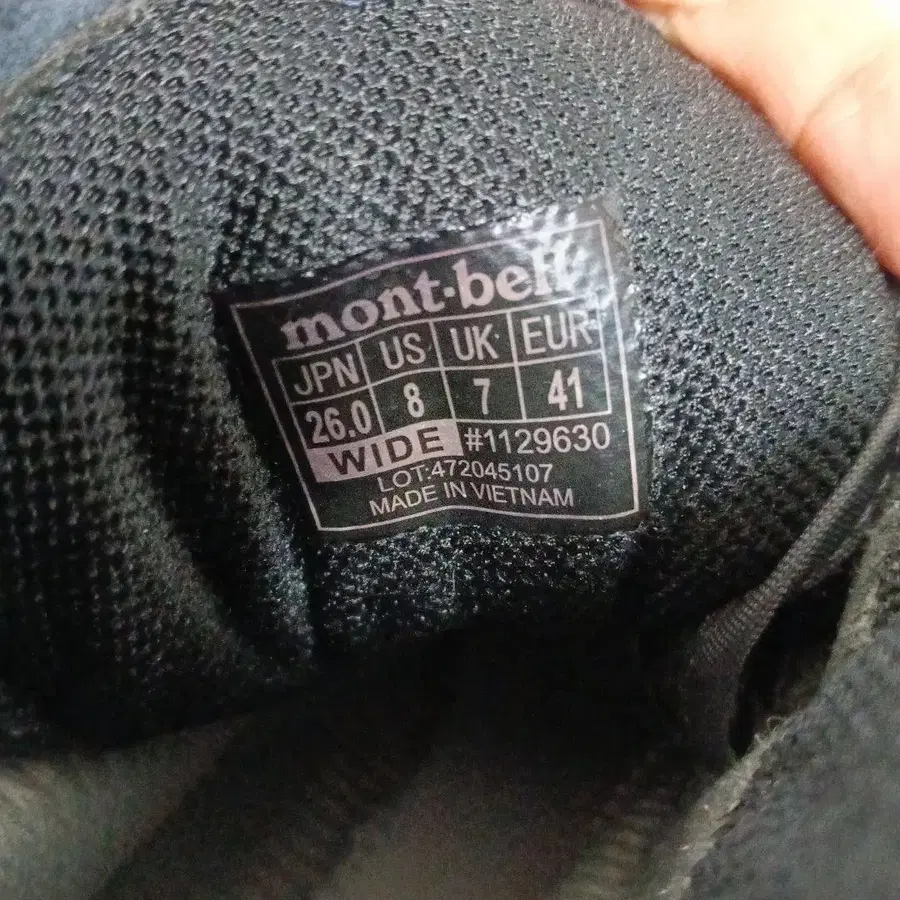 mont-bell
JPN US UK EUR
26.0 8 7 41
WIDE #1129630
LOT:472045107
MADE IN VIETNAM